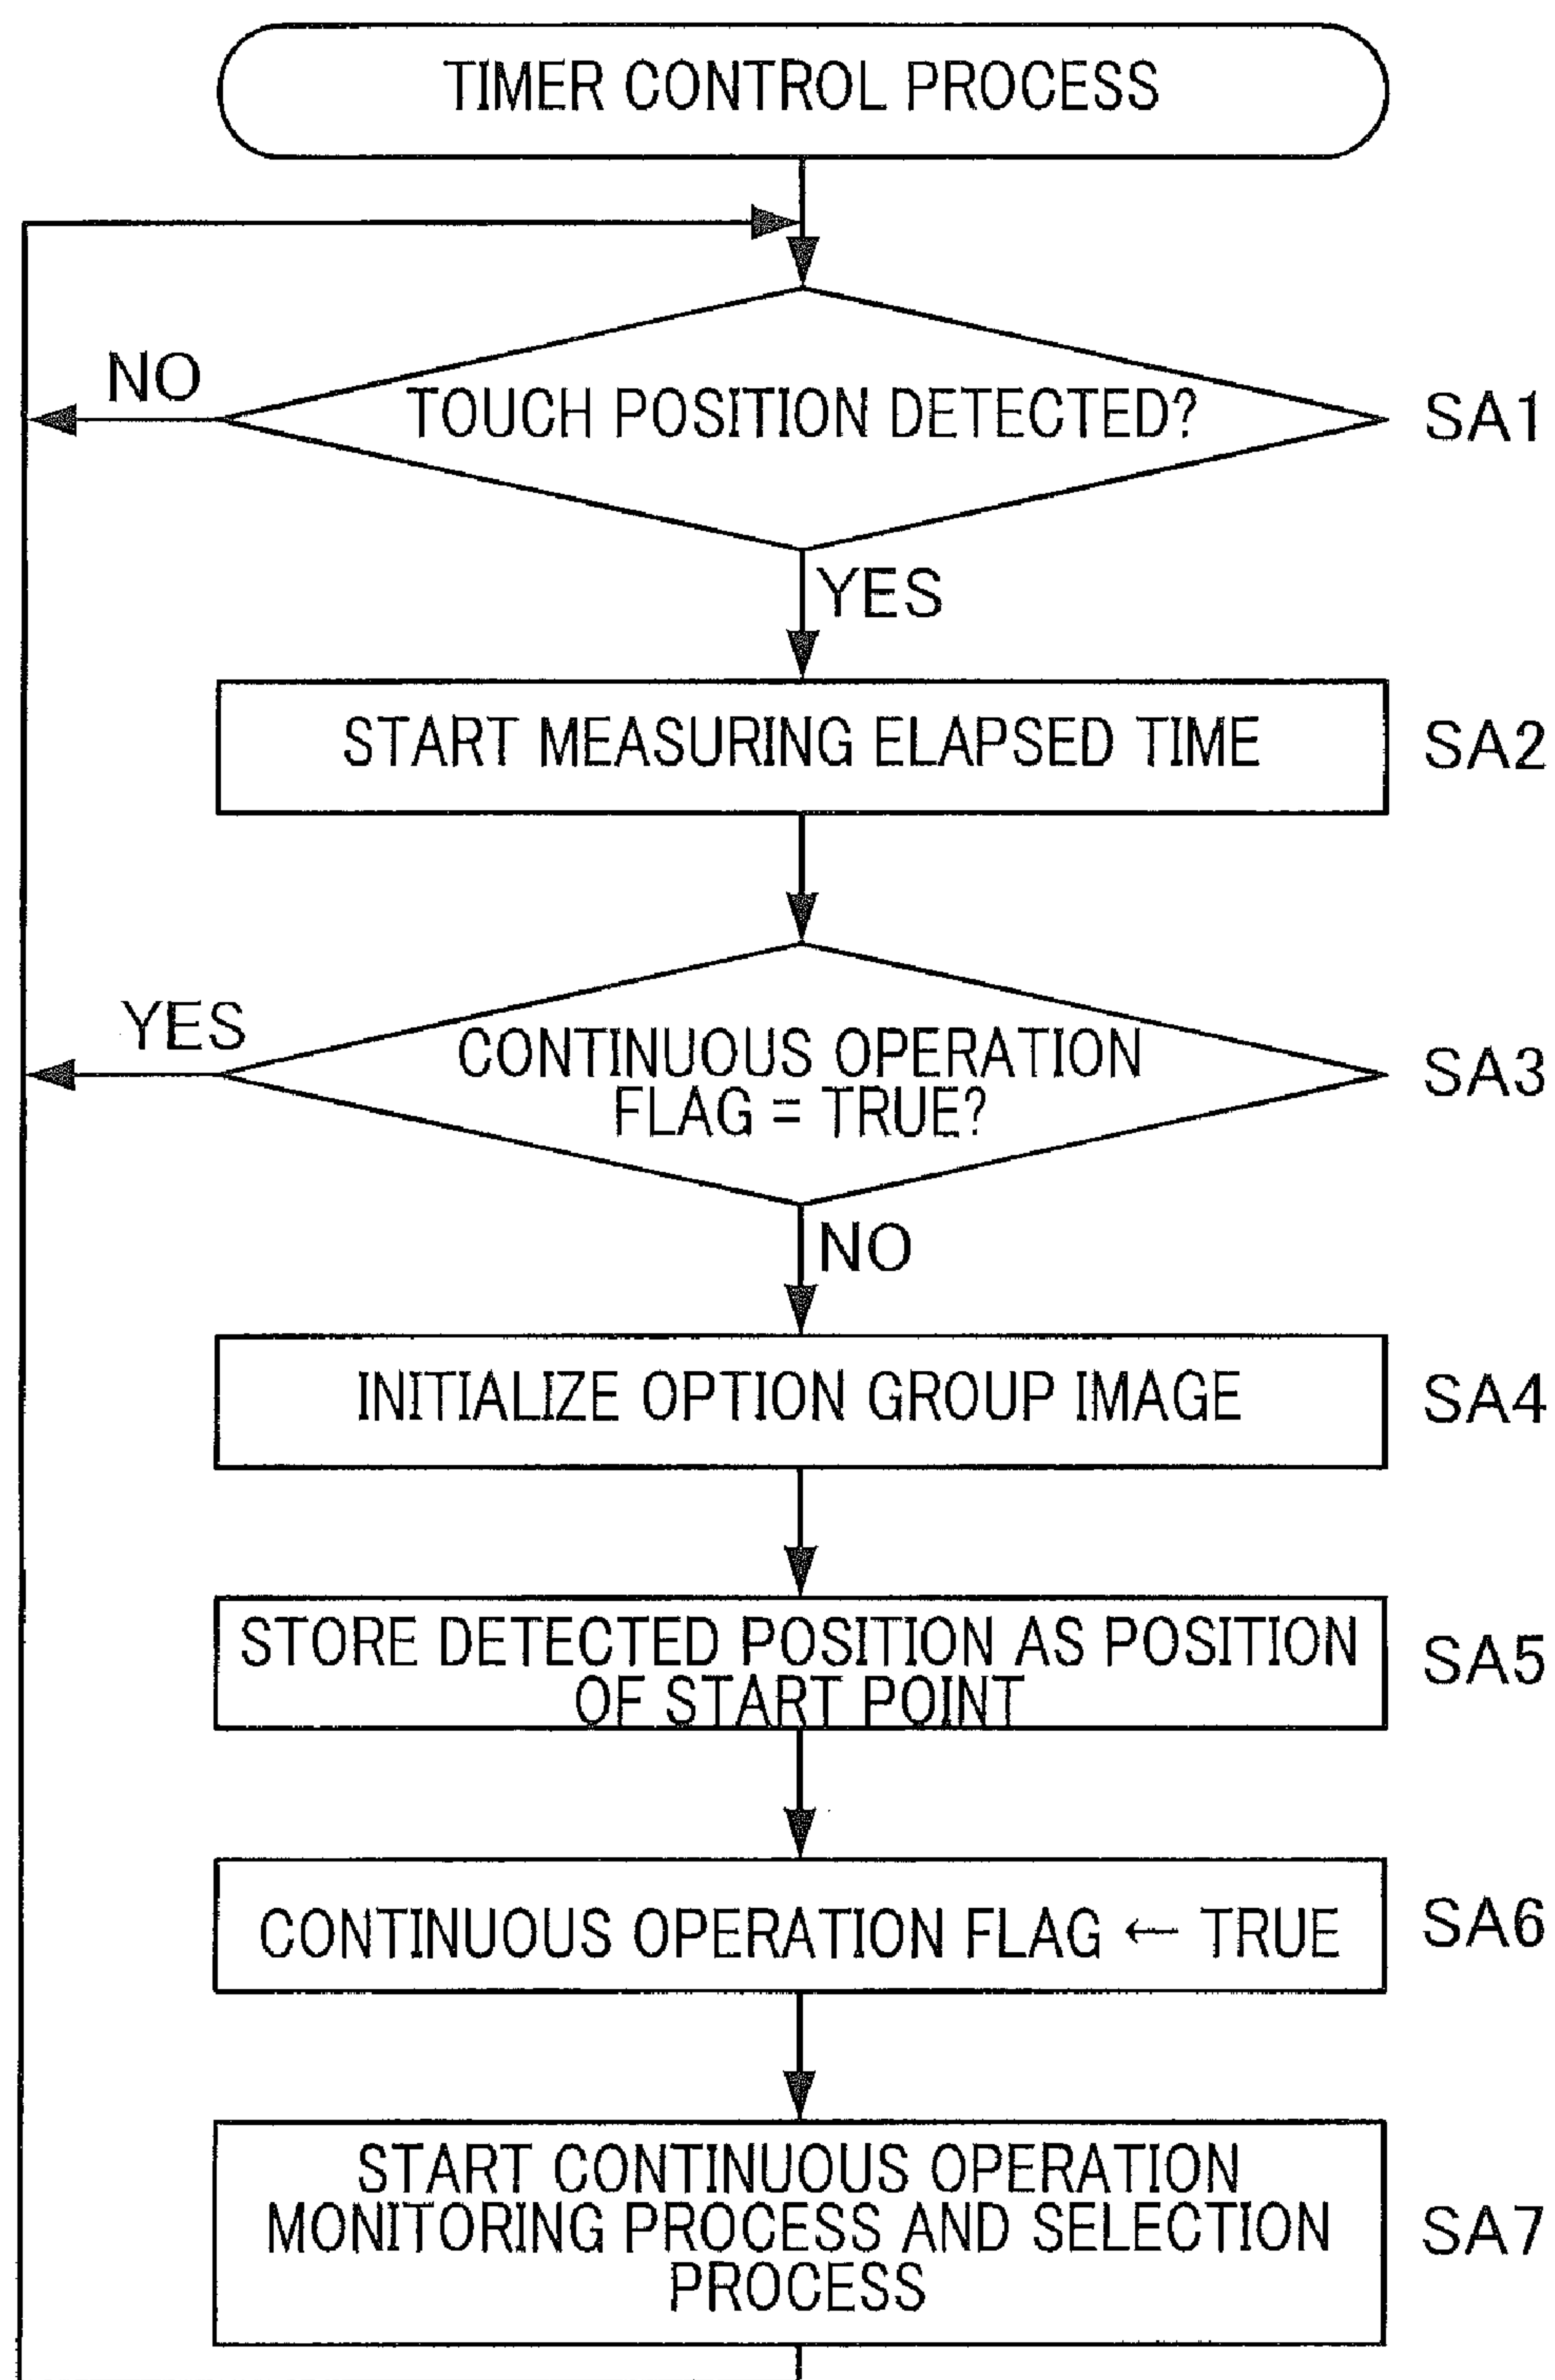 TIMER CONTROL PROCESS
NO
TOUCH POSITION DETECTED?
SA1
YES
START MEASURING ELAPSED TIME
SA2
YES
CONTINUOUS OPERATION
FLAG = TRUE?
SA3
NO
INITIALIZE OPTION GROUP IMAGE
SA4
STORE DETECTED POSITION AS POSITION
OF START POINT
SA5
CONTINUOUS OPERATION FLAG ← TRUE
SA6
START CONTINUOUS OPERATION
MONITORING PROCESS AND SELECTION
PROCESS
SA7